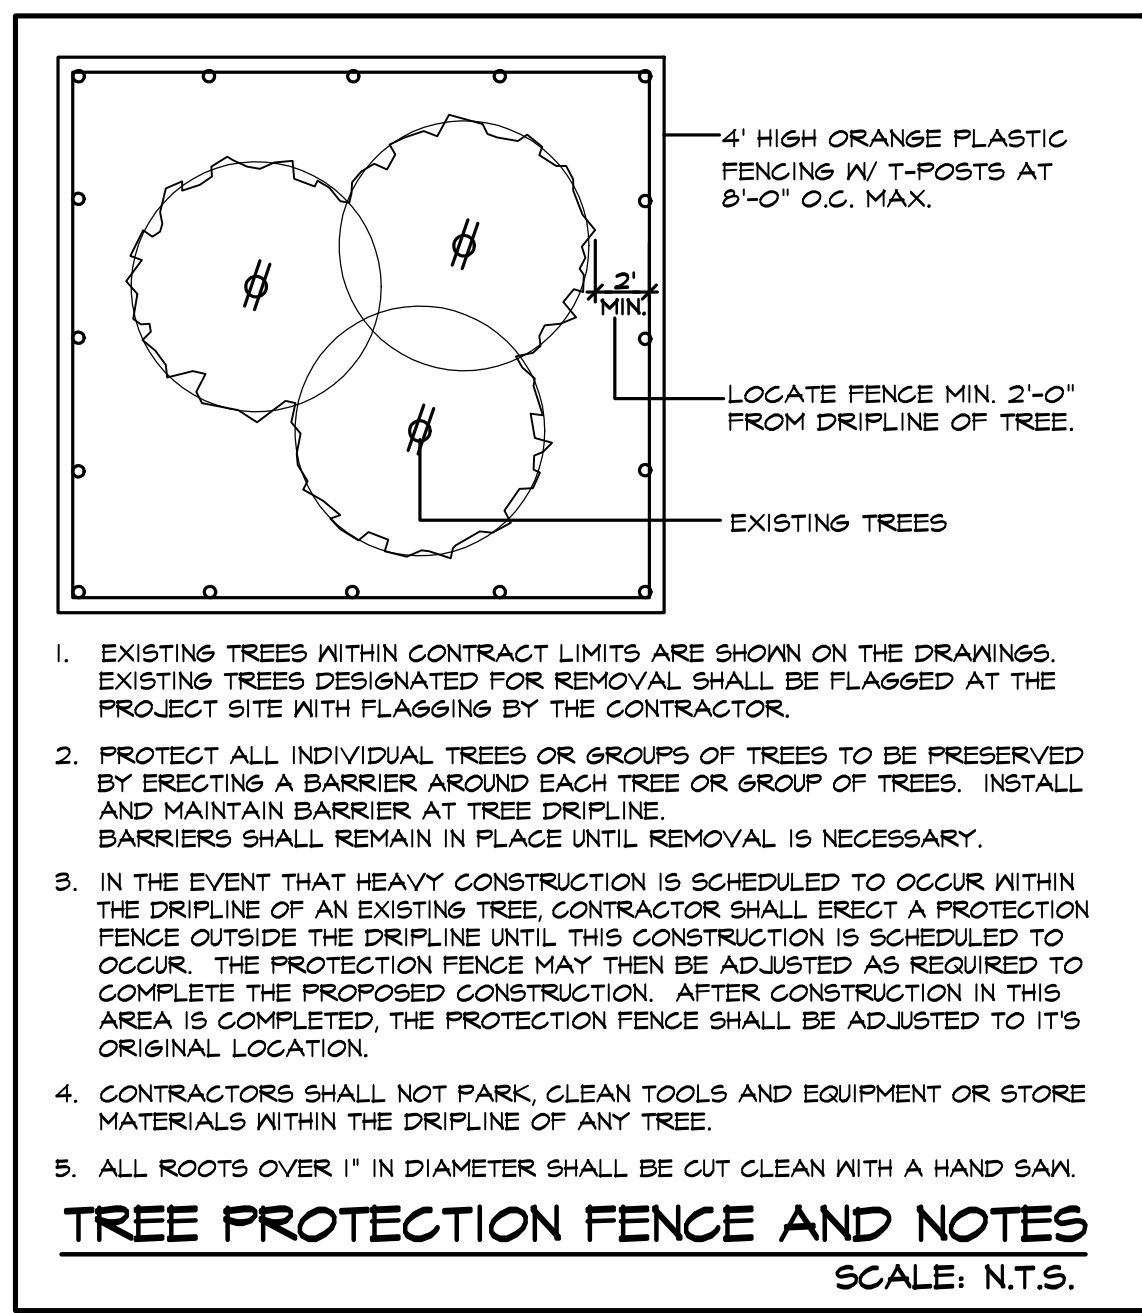 4' HIGH ORANGE PLASTIC
FENCING W/ T-POSTS AT
8'-0" O.C. MAX.
2'
MIN.
LOCATE FENCE MIN. 2'-0"
FROM DRIPLINE OF TREE.
EXISTING TREES
1. EXISTING TREES WITHIN CONTRACT LIMITS ARE SHOWN ON THE DRAWINGS.
EXISTING TREES DESIGNATED FOR REMOVAL SHALL BE FLAGGED AT THE
PROJECT SITE WITH FLAGGING BY THE CONTRACTOR.
2. PROTECT ALL INDIVIDUAL TREES OR GROUPS OF TREES TO BE PRESERVED
BY ERECTING A BARRIER AROUND EACH TREE OR GROUP OF TREES. INSTALL
AND MAINTAIN BARRIER AT TREE DRIPLINE.
BARRIERS SHALL REMAIN IN PLACE UNTIL REMOVAL IS NECESSARY.
3. IN THE EVENT THAT HEAVY CONSTRUCTION IS SCHEDULED TO OCCUR WITHIN
THE DRIPLINE OF AN EXISTING TREE, CONTRACTOR SHALL ERECT A PROTECTION
FENCE OUTSIDE THE DRIPLINE UNTIL THIS CONSTRUCTION IS SCHEDULED TO
OCCUR. THE PROTECTION FENCE MAY THEN BE ADJUSTED AS REQUIRED TO
COMPLETE THE PROPOSED CONSTRUCTION. AFTER CONSTRUCTION IN THIS
AREA IS COMPLETED, THE PROTECTION FENCE SHALL BE ADJUSTED TO IT'S
ORIGINAL LOCATION.
4. CONTRACTORS SHALL NOT PARK, CLEAN TOOLS AND EQUIPMENT OR STORE
MATERIALS WITHIN THE DRIPLINE OF ANY TREE.
5. ALL ROOTS OVER 1" IN DIAMETER SHALL BE CUT CLEAN WITH A HAND SAW.
TREE PROTECTION FENCE AND NOTES
SCALE: N.T.S.